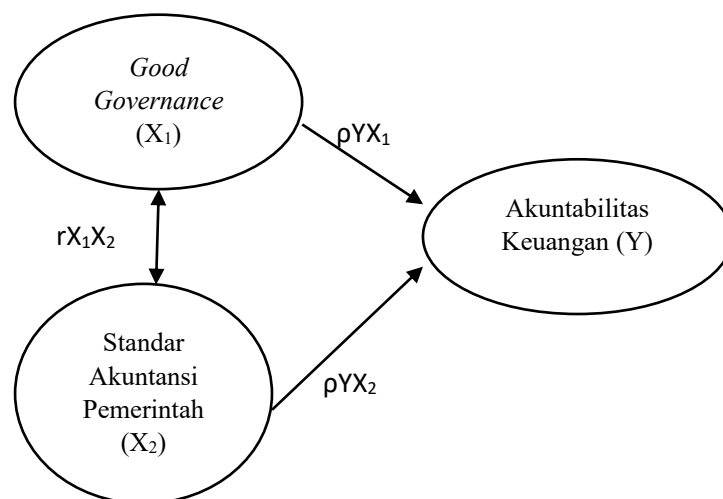 Good
Governance
(X₁)
ρYX₁
Akuntabilitas
Keuangan (Y)
rX₁X₂
Standar
Akuntansi
Pemerintah
(X₂)
ρYX₂